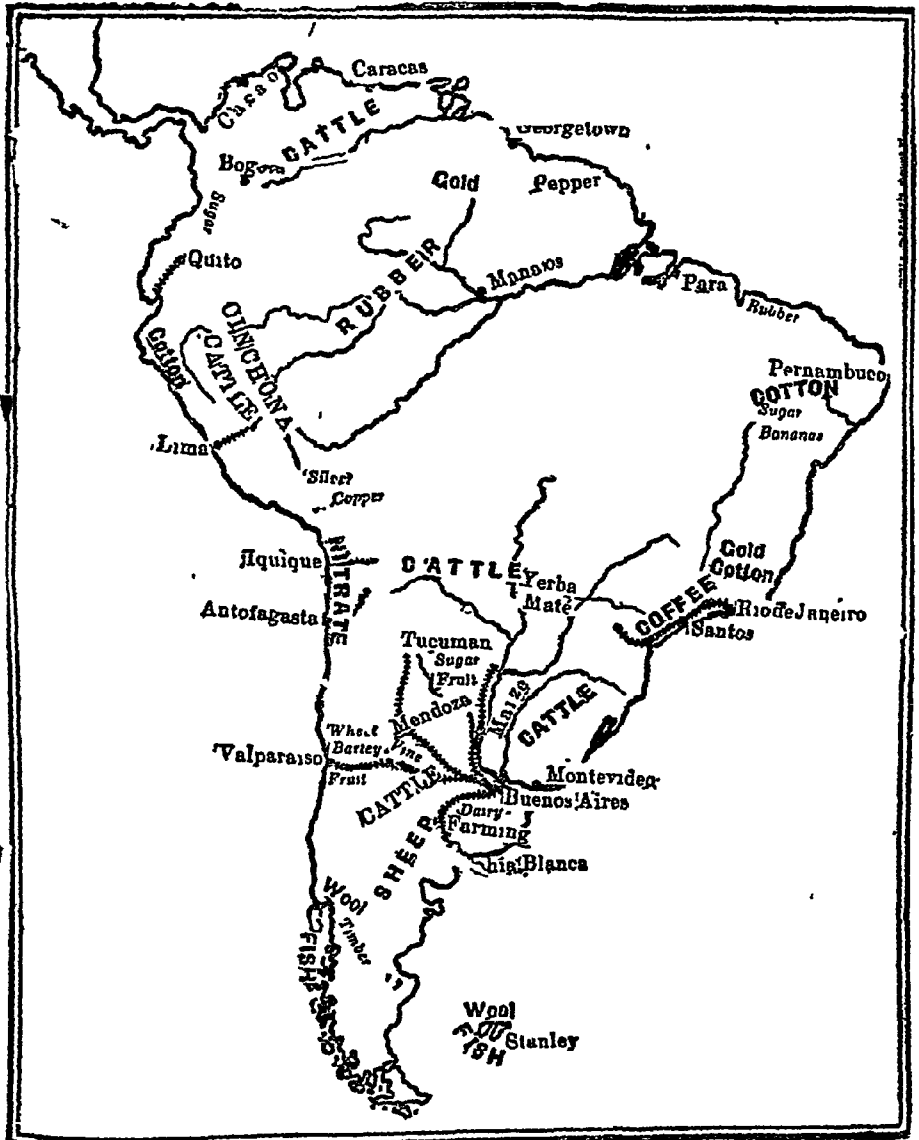 Caracas
Cacao
CATTLE
Georgetown
Gold
Pepper
Sugar
Quito
RUBBER
Manaos
Para
Rubber
CINCHONA
CATTLE
Cotton
Pernambuco
COTTON
Sugar
Bananas
Lima
Silver
Copper
NITRATE
Iquique
CATTLE
Yerba
Maté
Gold
Cotton
COFFEE
Rio de Janeiro
Santos
Antofagasta
Tucuman
Sugar
Fruit
Maize
CATTLE
Mendoza
Wheat
Barley
Vine
Valparaiso
Fruit
CATTLE
Montevideo
Buenos Aires
Dairy
Farming
SHEEP
Blanca
Wool
Timber
FISH
Wool
FISH
Stanley